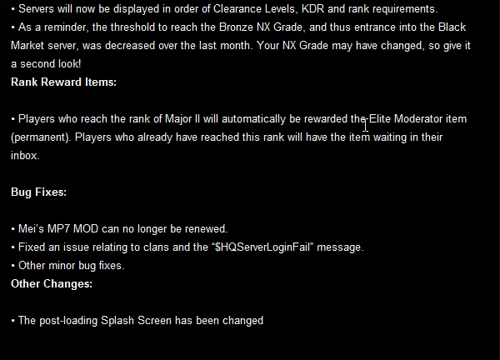 • Servers will now be displayed in order of Clearance Levels, KDR and rank requirements.
• As a reminder, the threshold to reach the Bronze NX Grade, and thus entrance into the Black
Market server, was decreased over the last month. Your NX Grade may have changed, so give it
a second look!
Rank Reward Items:
• Players who reach the rank of Major II will automatically be rewarded the Elite Moderator item
(permanent). Players who already have reached this rank will have the item waiting in their
inbox.
Bug Fixes:
• Mei's MP7 MOD can no longer be renewed.
• Fixed an issue relating to clans and the "$HQServerLoginFail" message.
• Other minor bug fixes.
Other Changes:
• The post-loading Splash Screen has been changed